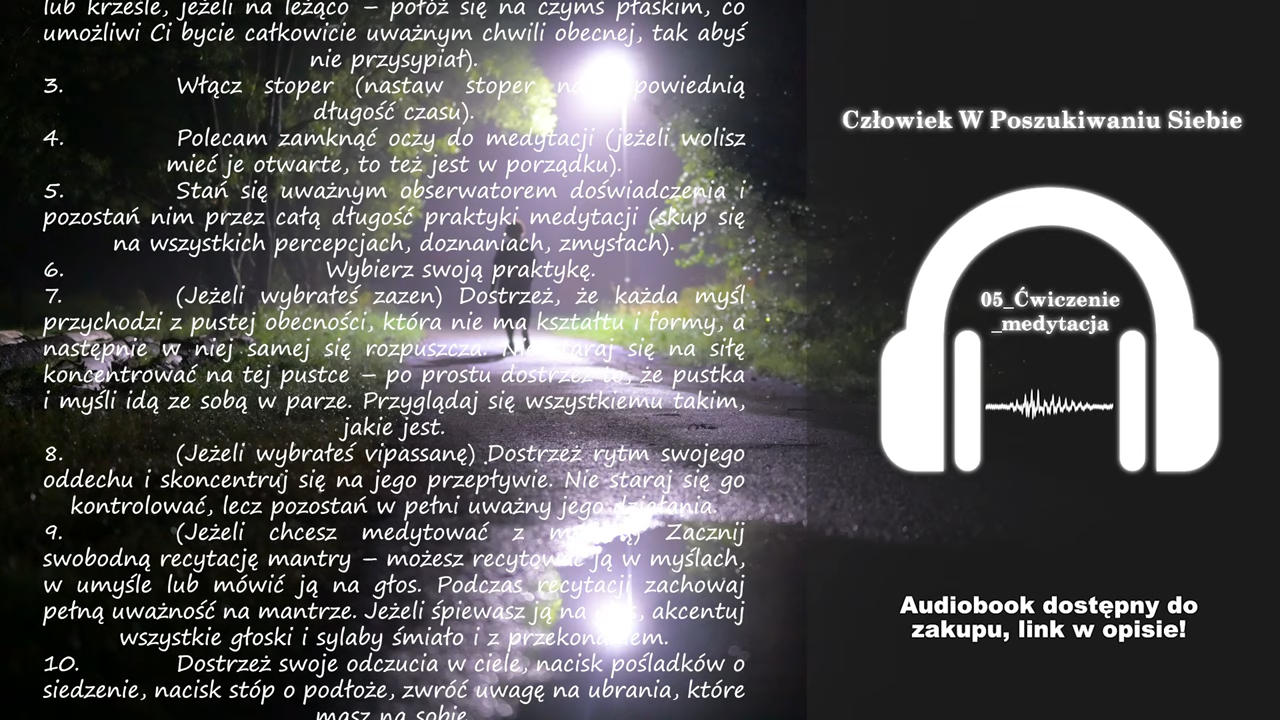 lub krześle, jeżeli na leżąco – połóż się na czymś płaskim, co
umożliwi Ci bycie całkowicie uważnym chwili obecnej, tak abyś
nie przysypiał).
3. Włącz stoper (nastaw stoper na
długość czasu).
4. Polecam zamknąć oczy do medytacji (jeżeli wolisz
mieć je otwarte, to też jest w porządku).
5. Stań się uważnym obserwatorem doświadczenia i
pozostań nim przez całą długość praktyki medytacji (skup się
na wszystkich percepcjach, doznaniach, zmysłach).
6. Wybierz swoją praktykę.
7. (Jeżeli wybrałeś zazen) Dostrzeż, że każda myśl
przychodzi z pustej obecności, która nie ma kształtu i formy, a
następnie w niej samej się rozpuszcza. Nie staraj się na siłę
koncentrować na tej pustce – po prostu dostrzeż to, że pustka
i myśli idą ze sobą w parze. Przyglądaj się wszystkiemu takim,
jakie jest.
8. (Jeżeli wybrałeś vipassanę) Dostrzeż rytm swojego
oddechu i skoncentruj się na jego przepływie. Nie staraj się go
kontrolować, lecz pozostań w pełni uważny jego działania.
9. (Jeżeli chcesz medytować z Zacznij
swobodną recytację mantry – możesz recytować ją w myślach,
w umyśle lub mówić ją na głos. Podczas recytacji zachowaj
pełną uważność na mantrze. Jeżeli śpiewasz ją na akcentuj
wszystkie głoski i sylaby śmiało i z przekonaniem.
10. Dostrzeż swoje odczucia w ciele, nacisk pośladków o
siedzenie, nacisk stóp o podłoże, zwróć uwagę na ubrania, które
masz na sobie
Człowiek W Poszukiwaniu Siebie
05_Ćwiczenie
_medytacja
Audiobook dostępny do
zakupu, link w opisie!